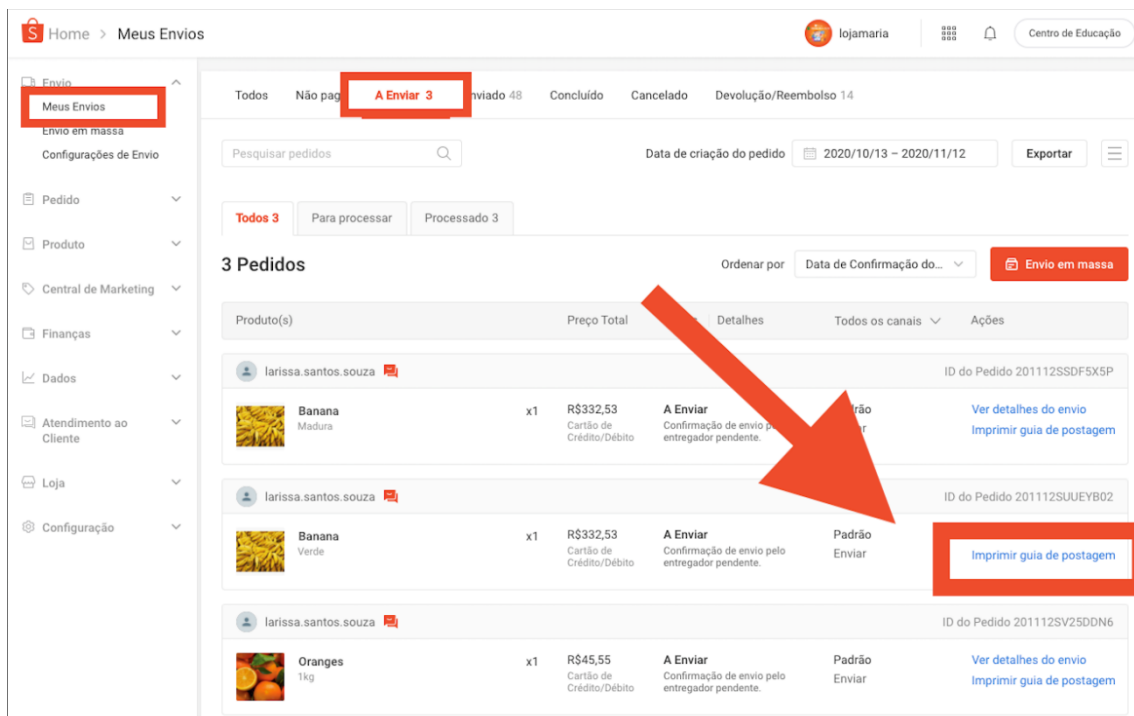 S Home > Meus Envios
lojamaria
Centro de Educação
Envio
Meus Envios
Envio em massa
Configurações de Envio
Pedido
Produto
Central de Marketing
Finanças
Dados
Atendimento ao
Cliente
Loja
Configuração
Todos Não pag A Enviar 3 nviado 48 Concluído Cancelado Devolução/Reembolso 14
Pesquisar pedidos
Data de criação do pedido 2020/10/13 – 2020/11/12 Exportar
Todos 3 Para processar Processado 3
3 Pedidos
Ordenar por Data de Confirmação do... Envio em massa
Produto(s) Preço Total Detalhes Todos os canais Ações
larissa.santos.souza ID do Pedido 201112SSDF5X5P
Banana x1 R$332,53 A Enviar rão Ver detalhes do envio
Madura Cartão de Confirmação de envio Imprimir guia de postagem
Crédito/Débito entregador pendente.
larissa.santos.souza ID do Pedido 201112SUUEYB02
Banana x1 R$332,53 A Enviar Padrão
Verde Cartão de Confirmação de envio pelo Enviar Imprimir guia de postagem
Crédito/Débito entregador pendente.
larissa.santos.souza ID do Pedido 201112SV25DDN6
Oranges x1 R$45,55 A Enviar Padrão Ver detalhes do envio
1kg Cartão de Confirmação de envio pelo Enviar Imprimir guia de postagem
Crédito/Débito entregador pendente.